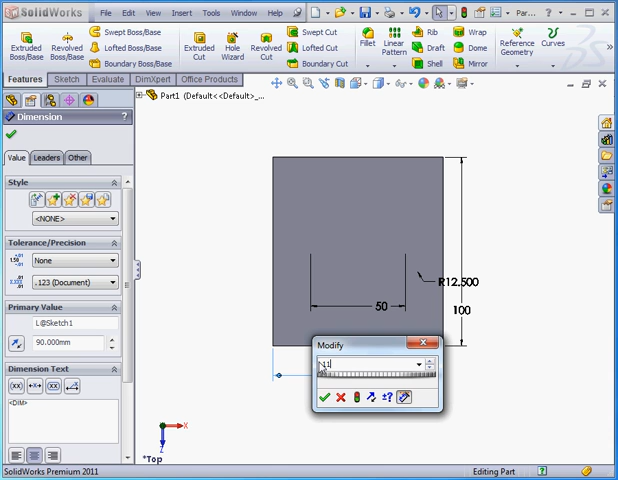 SolidWorks File Edit View Insert Tools Par...
Extruded Boss/Base
Revolved Boss/Base
Swept Boss/Base
Lofted Boss/Base
Boundary Boss/Base
Extruded Cut
Hole Wizard
Revolved Cut
Swept Cut
Lofted Cut
Boundary Cut
Fillet
Linear Pattern
Rib
Draft
Shell
Wrap
Dome
Mirror
Reference Geometry
Curves
Features Sketch Evaluate DimXpert Office Products
Part1 (Default<<Default>_...
Dimension
?
Value Leaders Other
Style
<NONE>
Tolerance/Precision
None
.123 (Document)
Primary Value
L@Sketch1
90.000mm
Dimension Text
<DIM>
50
R12.500
100
Modify
11
±?
X
Z
*Top
SolidWorks Premium 2011
Editing Part